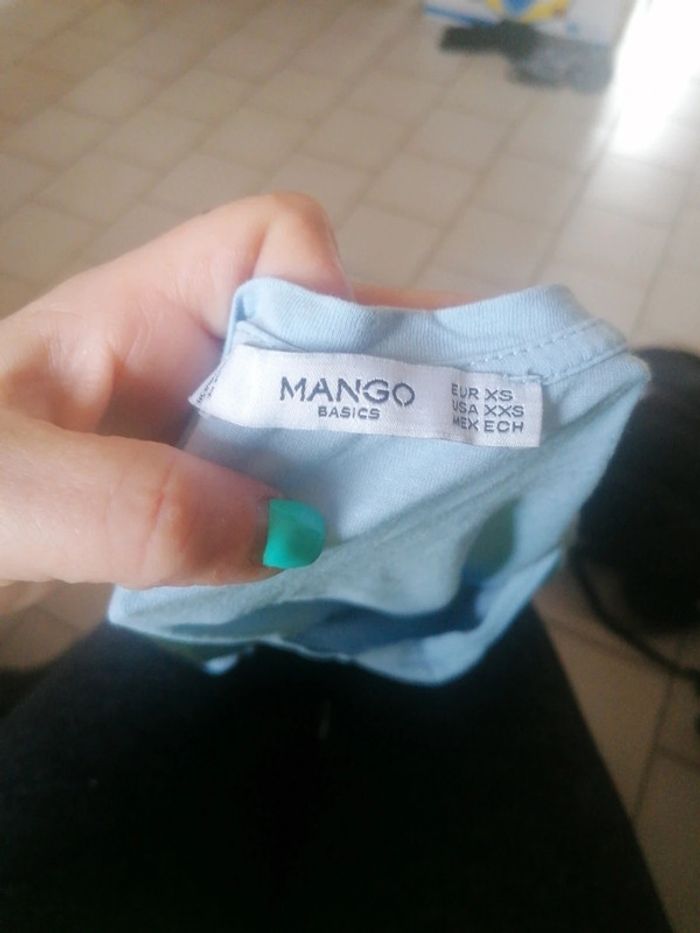 MANGO
BASICS
EUR XS
USA XXS
MEX ECH